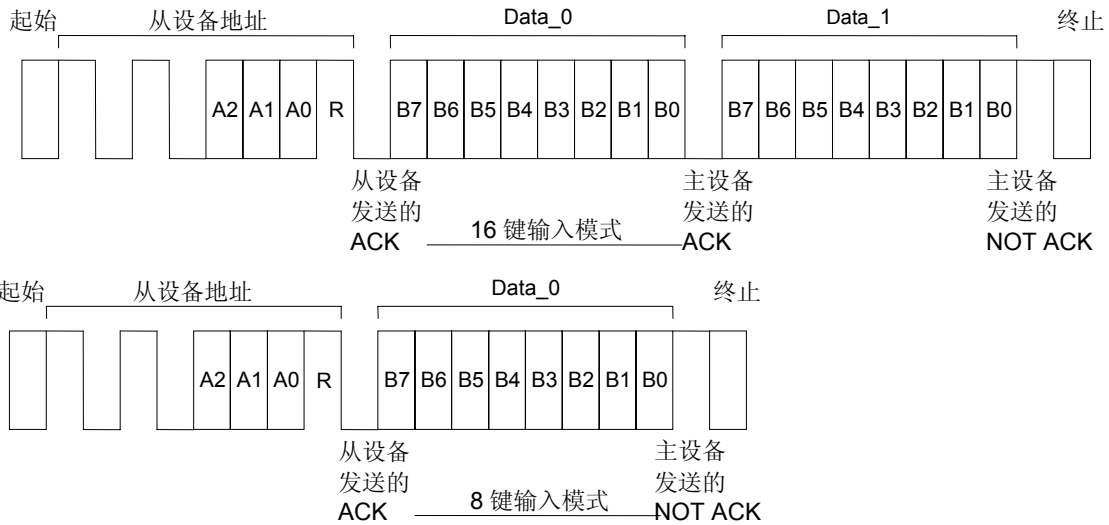 起始 从设备地址 Data_0 Data_1 终止
A2 A1 A0 R B7 B6 B5 B4 B3 B2 B1 B0 B7 B6 B5 B4 B3 B2 B1 B0
从设备 主设备 主设备
发送的 发送的 发送的
ACK 16 键输入模式 ACK NOT ACK
起始 从设备地址 Data_0 终止
A2 A1 A0 R B7 B6 B5 B4 B3 B2 B1 B0
从设备 主设备
发送的 发送的
ACK 8 键输入模式 NOT ACK